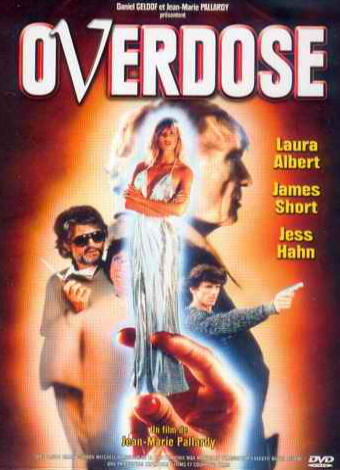 Daniel GELOOF et Jean-Marie PALLARDY
présentent
OVERDOSE
Laura
Albert
James
Short
Jess
Hahn
Un film de
Jean-Marie Pallardy
DVD